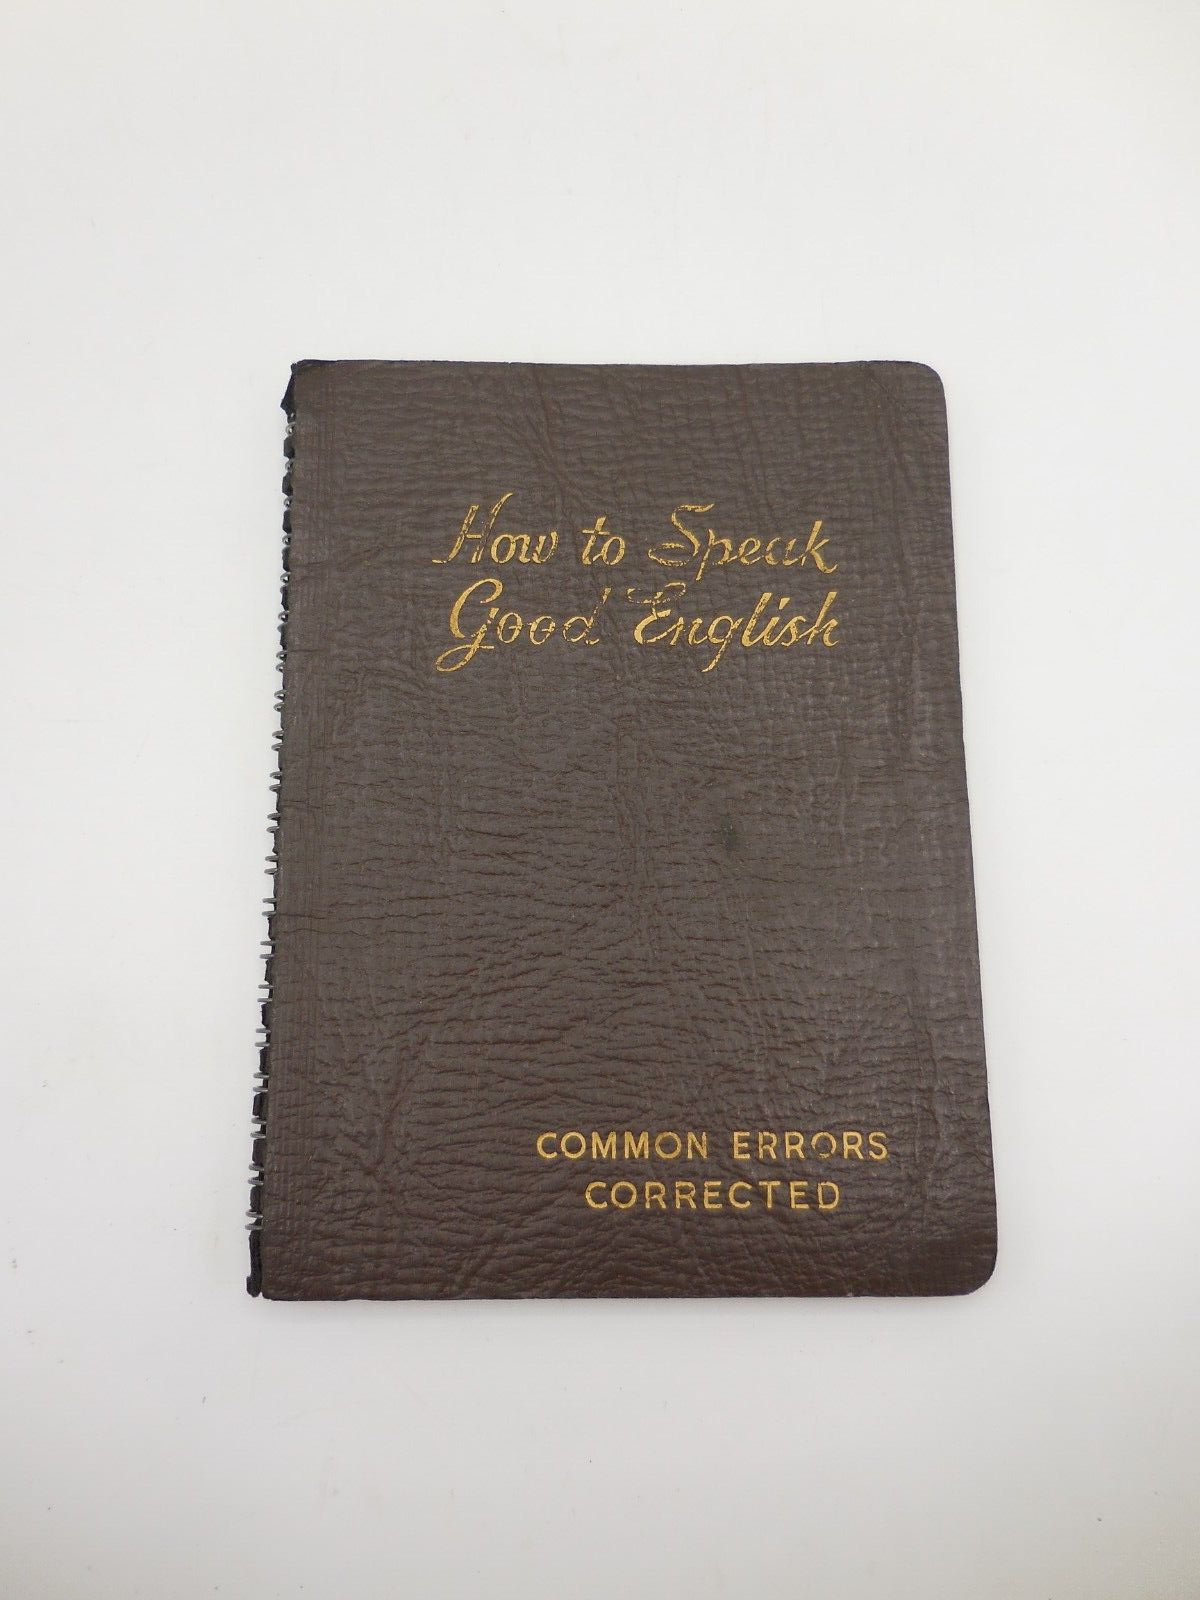 How to Speak
Good English
COMMON ERRORS
CORRECTED